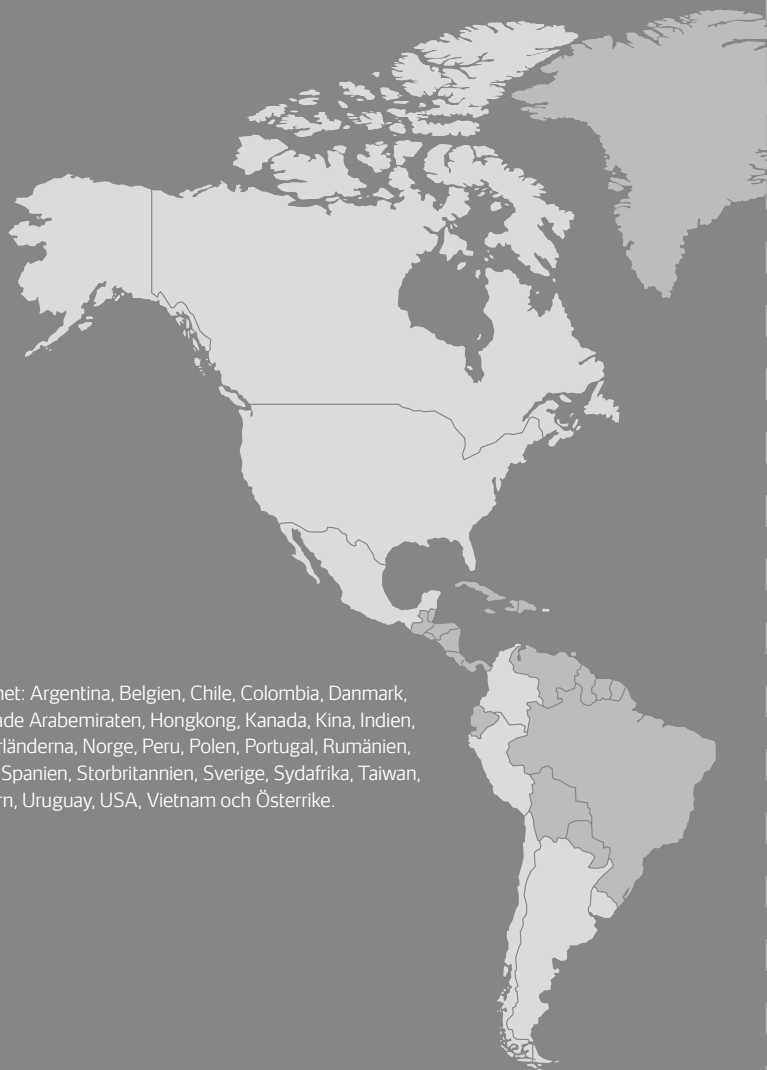 net: Argentina, Belgien, Chile, Colombia, Danmark,
ade Arabemiraten, Hongkong, Kanada, Kina, Indien,
rländerna, Norge, Peru, Polen, Portugal, Rumänien,
Spanien, Storbritannien, Sverige, Sydafrika, Taiwan,
rn, Uruguay, USA, Vietnam och Österrike.